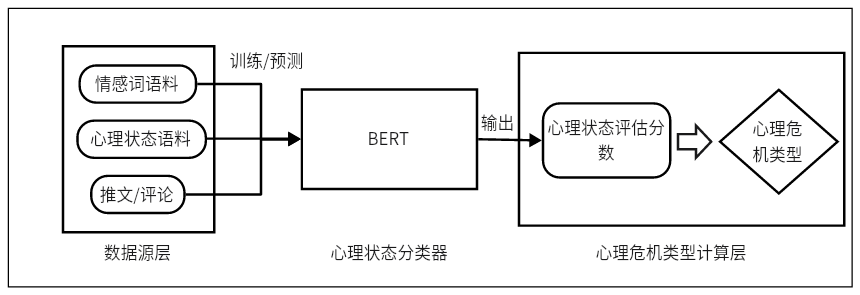 训练/预测
情感词语料
心理状态语料
推文/评论
数据源层
BERT
心理状态分类器
输出
心理状态评估分
数
心理危
机类型
心理危机类型计算层